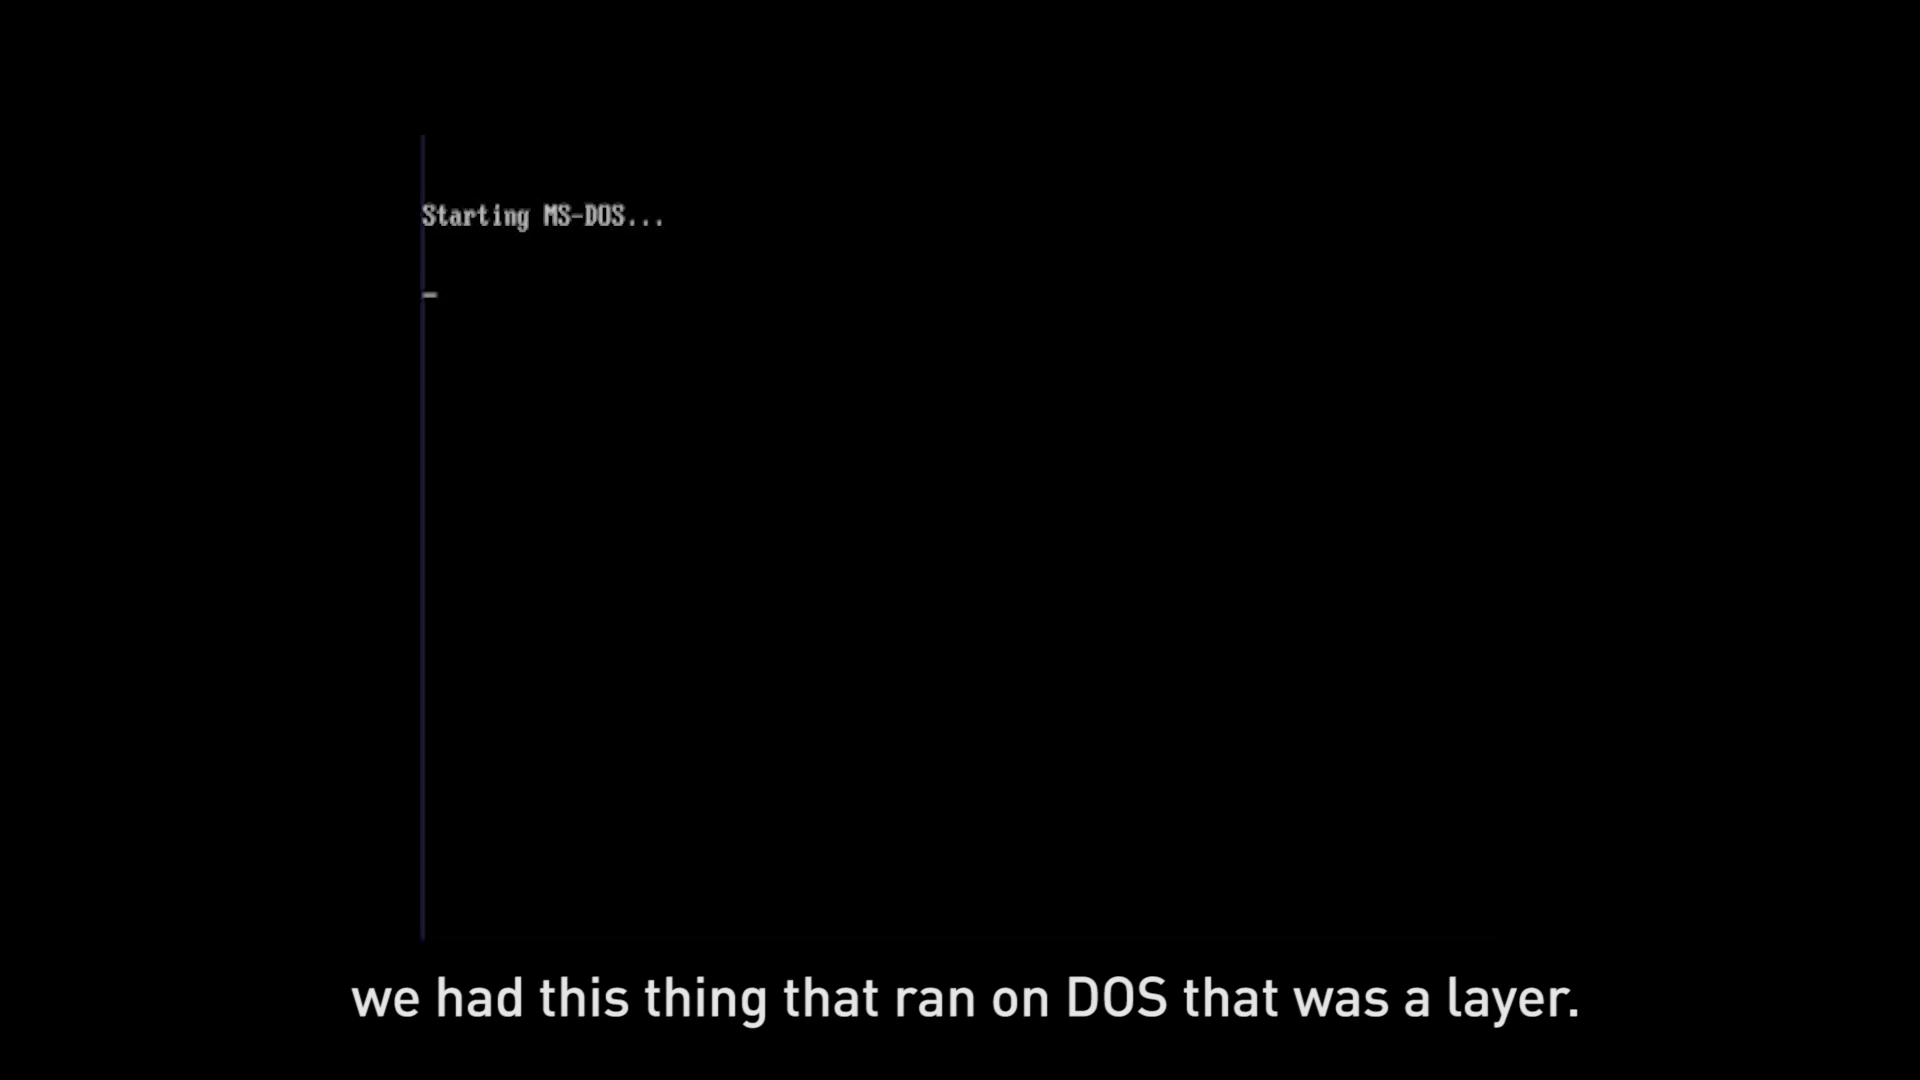 Starting MS-DOS...
we had this thing that ran on DOS that was a layer.